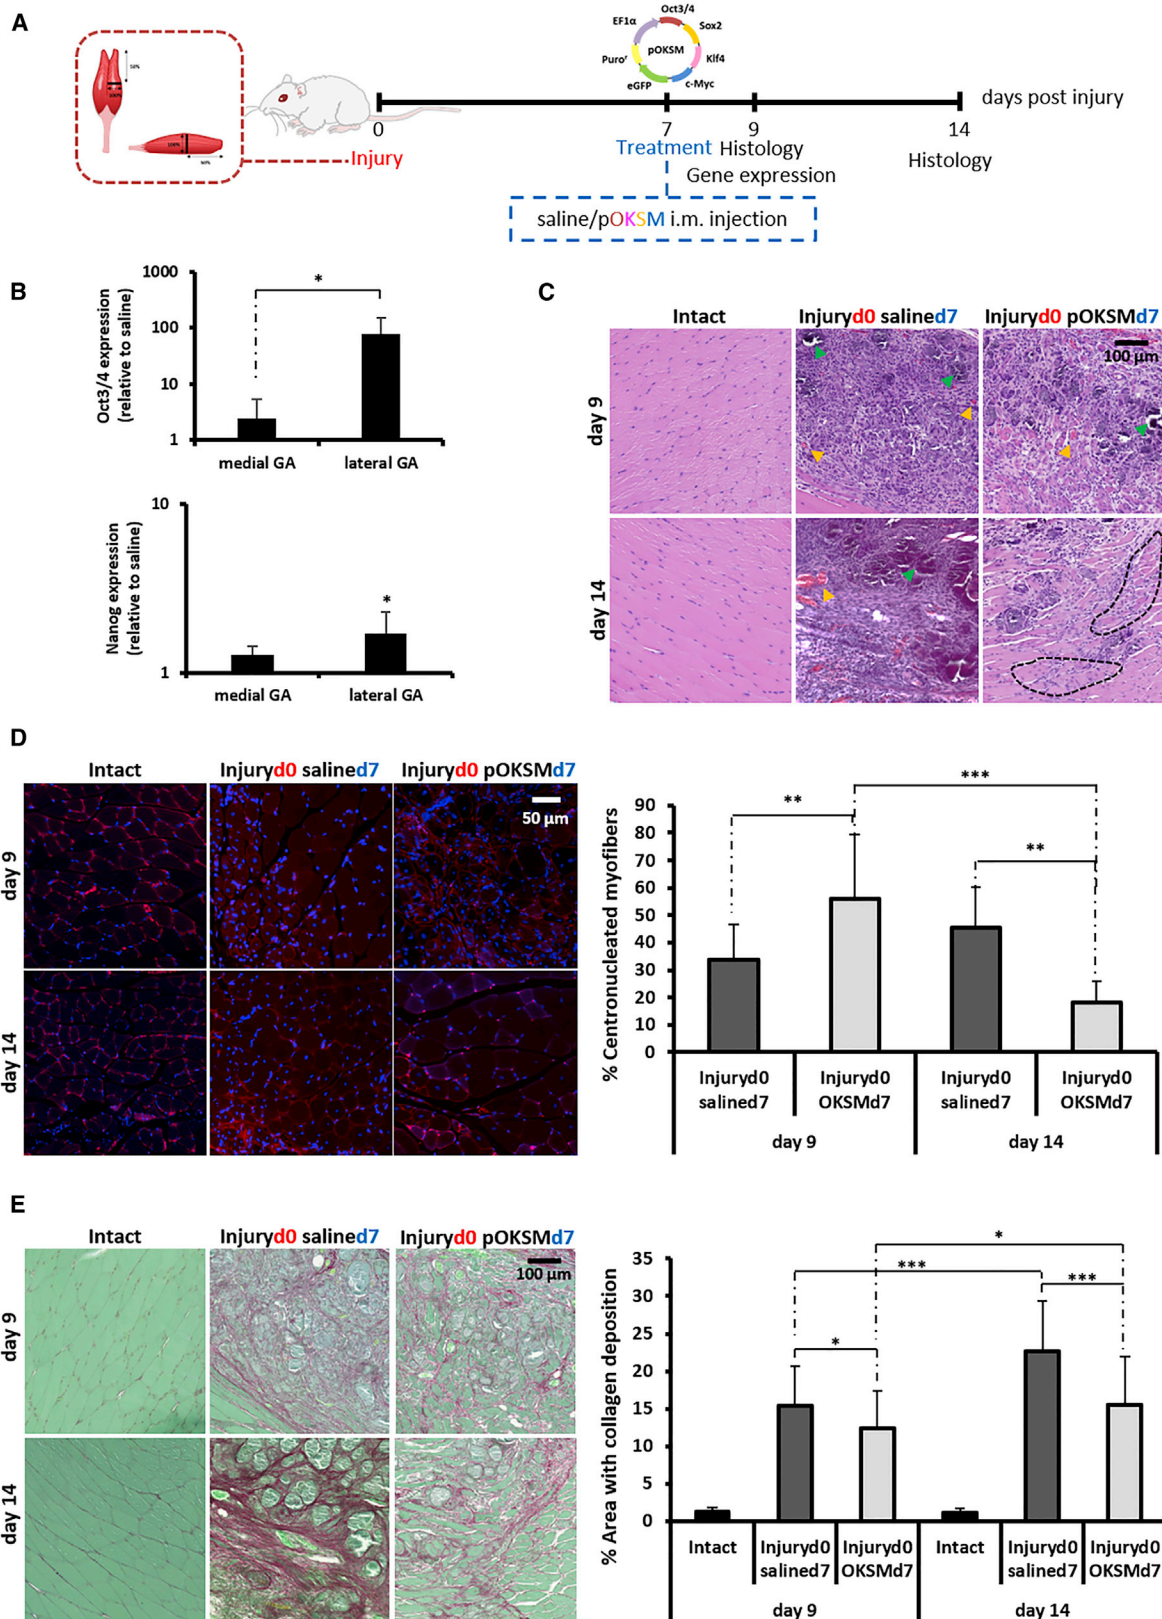 A
EF1α
Oct3/4
Sox2
Puroʳ
pOKSM
Klf4
eGFP
c-Myc
50%
100%
100%
0
7
9
14
days post injury
Injury
Treatment
Histology
Gene expression
Histology
saline/pOKSM i.m. injection
B
Oct3/4 expression
(relative to saline)
1000
100
10
1
*
medial GA
lateral GA
Nanog expression
(relative to saline)
10
1
*
medial GA
lateral GA
C
Intact
Injuryd0 salined7
Injuryd0 pOKSMd7
100 µm
day 9
day 14
D
Intact
Injuryd0 salined7
Injuryd0 pOKSMd7
50 µm
day 9
day 14
% Centronucleated myofibers
90
80
70
60
50
40
30
20
10
0
**
***
**
Injuryd0
salined7
Injuryd0
OKSMd7
Injuryd0
salined7
Injuryd0
OKSMd7
day 9
day 14
E
Intact
Injuryd0 salined7
Injuryd0 pOKSMd7
100 µm
day 9
day 14
% Area with collagen deposition
35
30
25
20
15
10
5
0
*
***
***
*
Intact
Injuryd0
salined7
Injuryd0
OKSMd7
Intact
Injuryd0
salined7
Injuryd0
OKSMd7
day 9
day 14